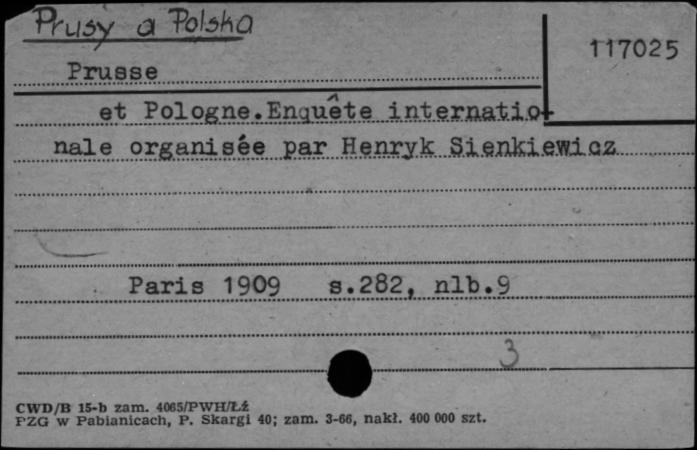 Prusy a Polska
117025
Prusse
et Pologne.Enquête internatio-
nale organisée par Henryk Sienkiewicz
Paris 1909 s.282, nlb.9
3
CWD/B 15-b zam. 4065/PWH/Łź
PZG w Pabianicach, P. Skargi 40; zam. 3-66, nakł. 400 000 szt.